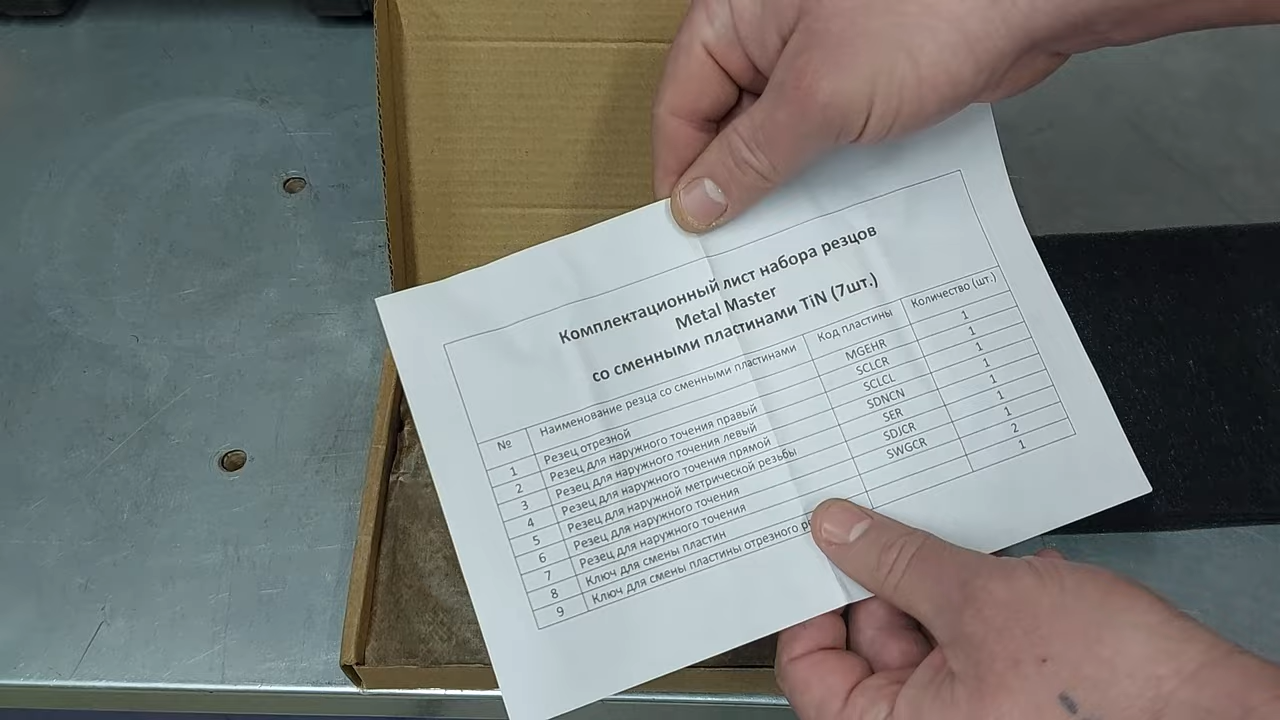 Комплектационный лист набора резцов
Metal Master
со сменными пластинами TiN (7шт.)
№ Наименование резца со сменными пластинами Код пластины Количество (шт.)
1 Резец отрезной MGEHR 1
2 Резец для наружного точения правый SCLCR 1
3 Резец для наружного точения левый SCLCL 1
4 Резец для наружного точения прямой SDNCN 1
5 Резец для наружной метрической резьбы SER 1
6 Резец для наружного точения SDJCR 1
7 Резец для наружного точения SWGCR 1
8 Ключ для смены пластин 2
9 Ключ для смены пластины отрезного 1